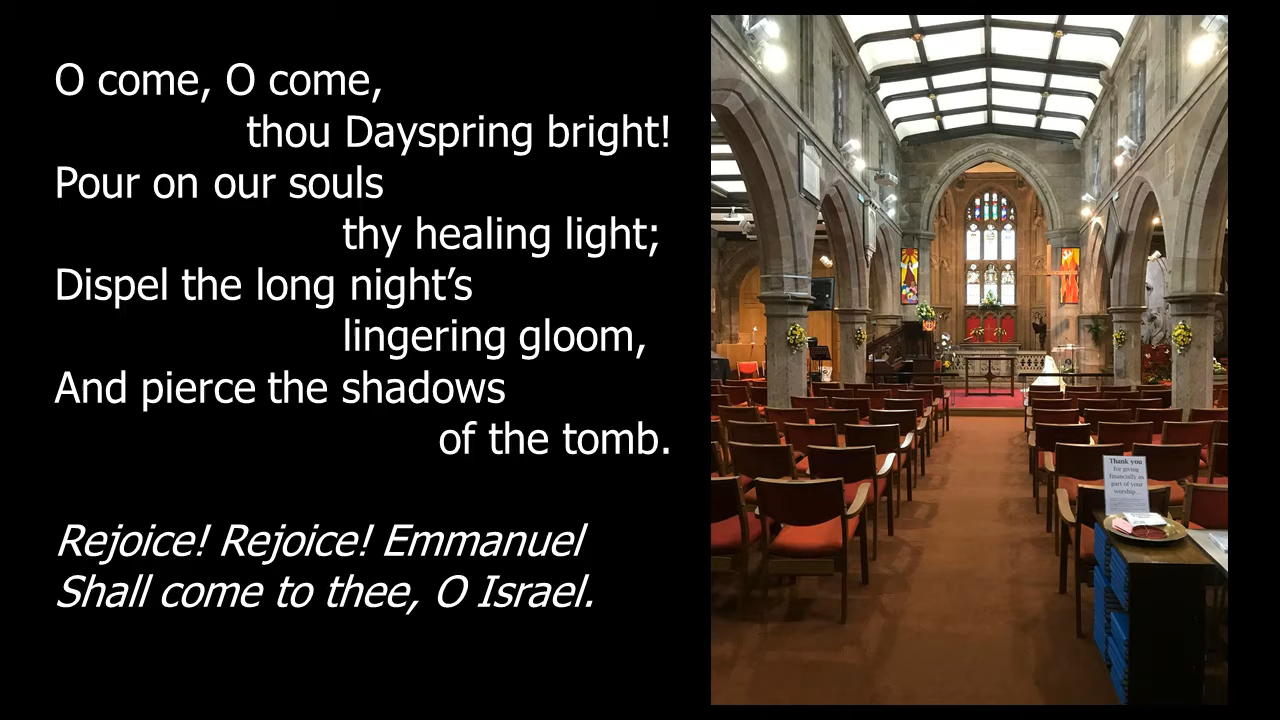 O come, O come,
thou Dayspring bright!
Pour on our souls
thy healing light;
Dispel the long night’s
lingering gloom,
And pierce the shadows
of the tomb.
Rejoice! Rejoice! Emmanuel
Shall come to thee, O Israel.
Thank you
for giving
financially as
part of your
worship...